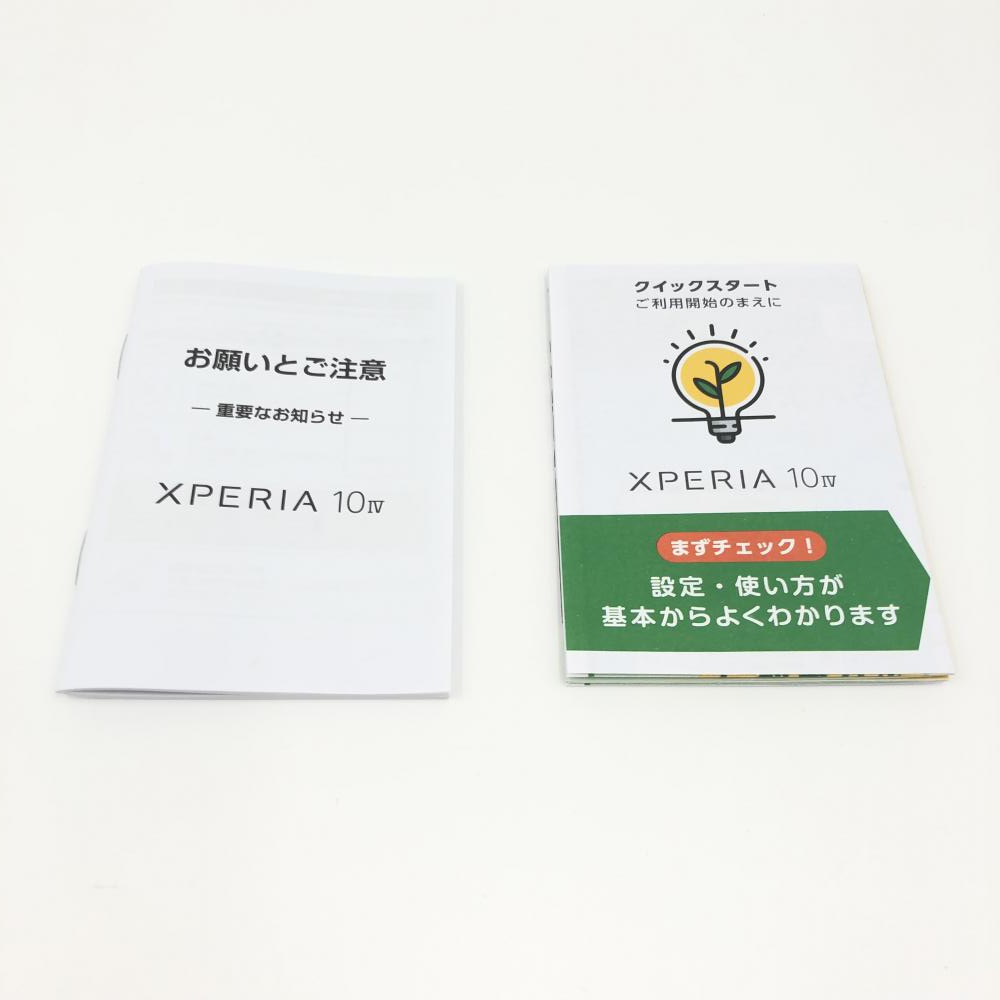 お願いとご注意
― 重要なお知らせ ―
XPERIA 10 IV
クイックスタート
ご利用開始のまえに
XPERIA 10 IV
まずチェック！
設定・使い方が
基本からよくわかります